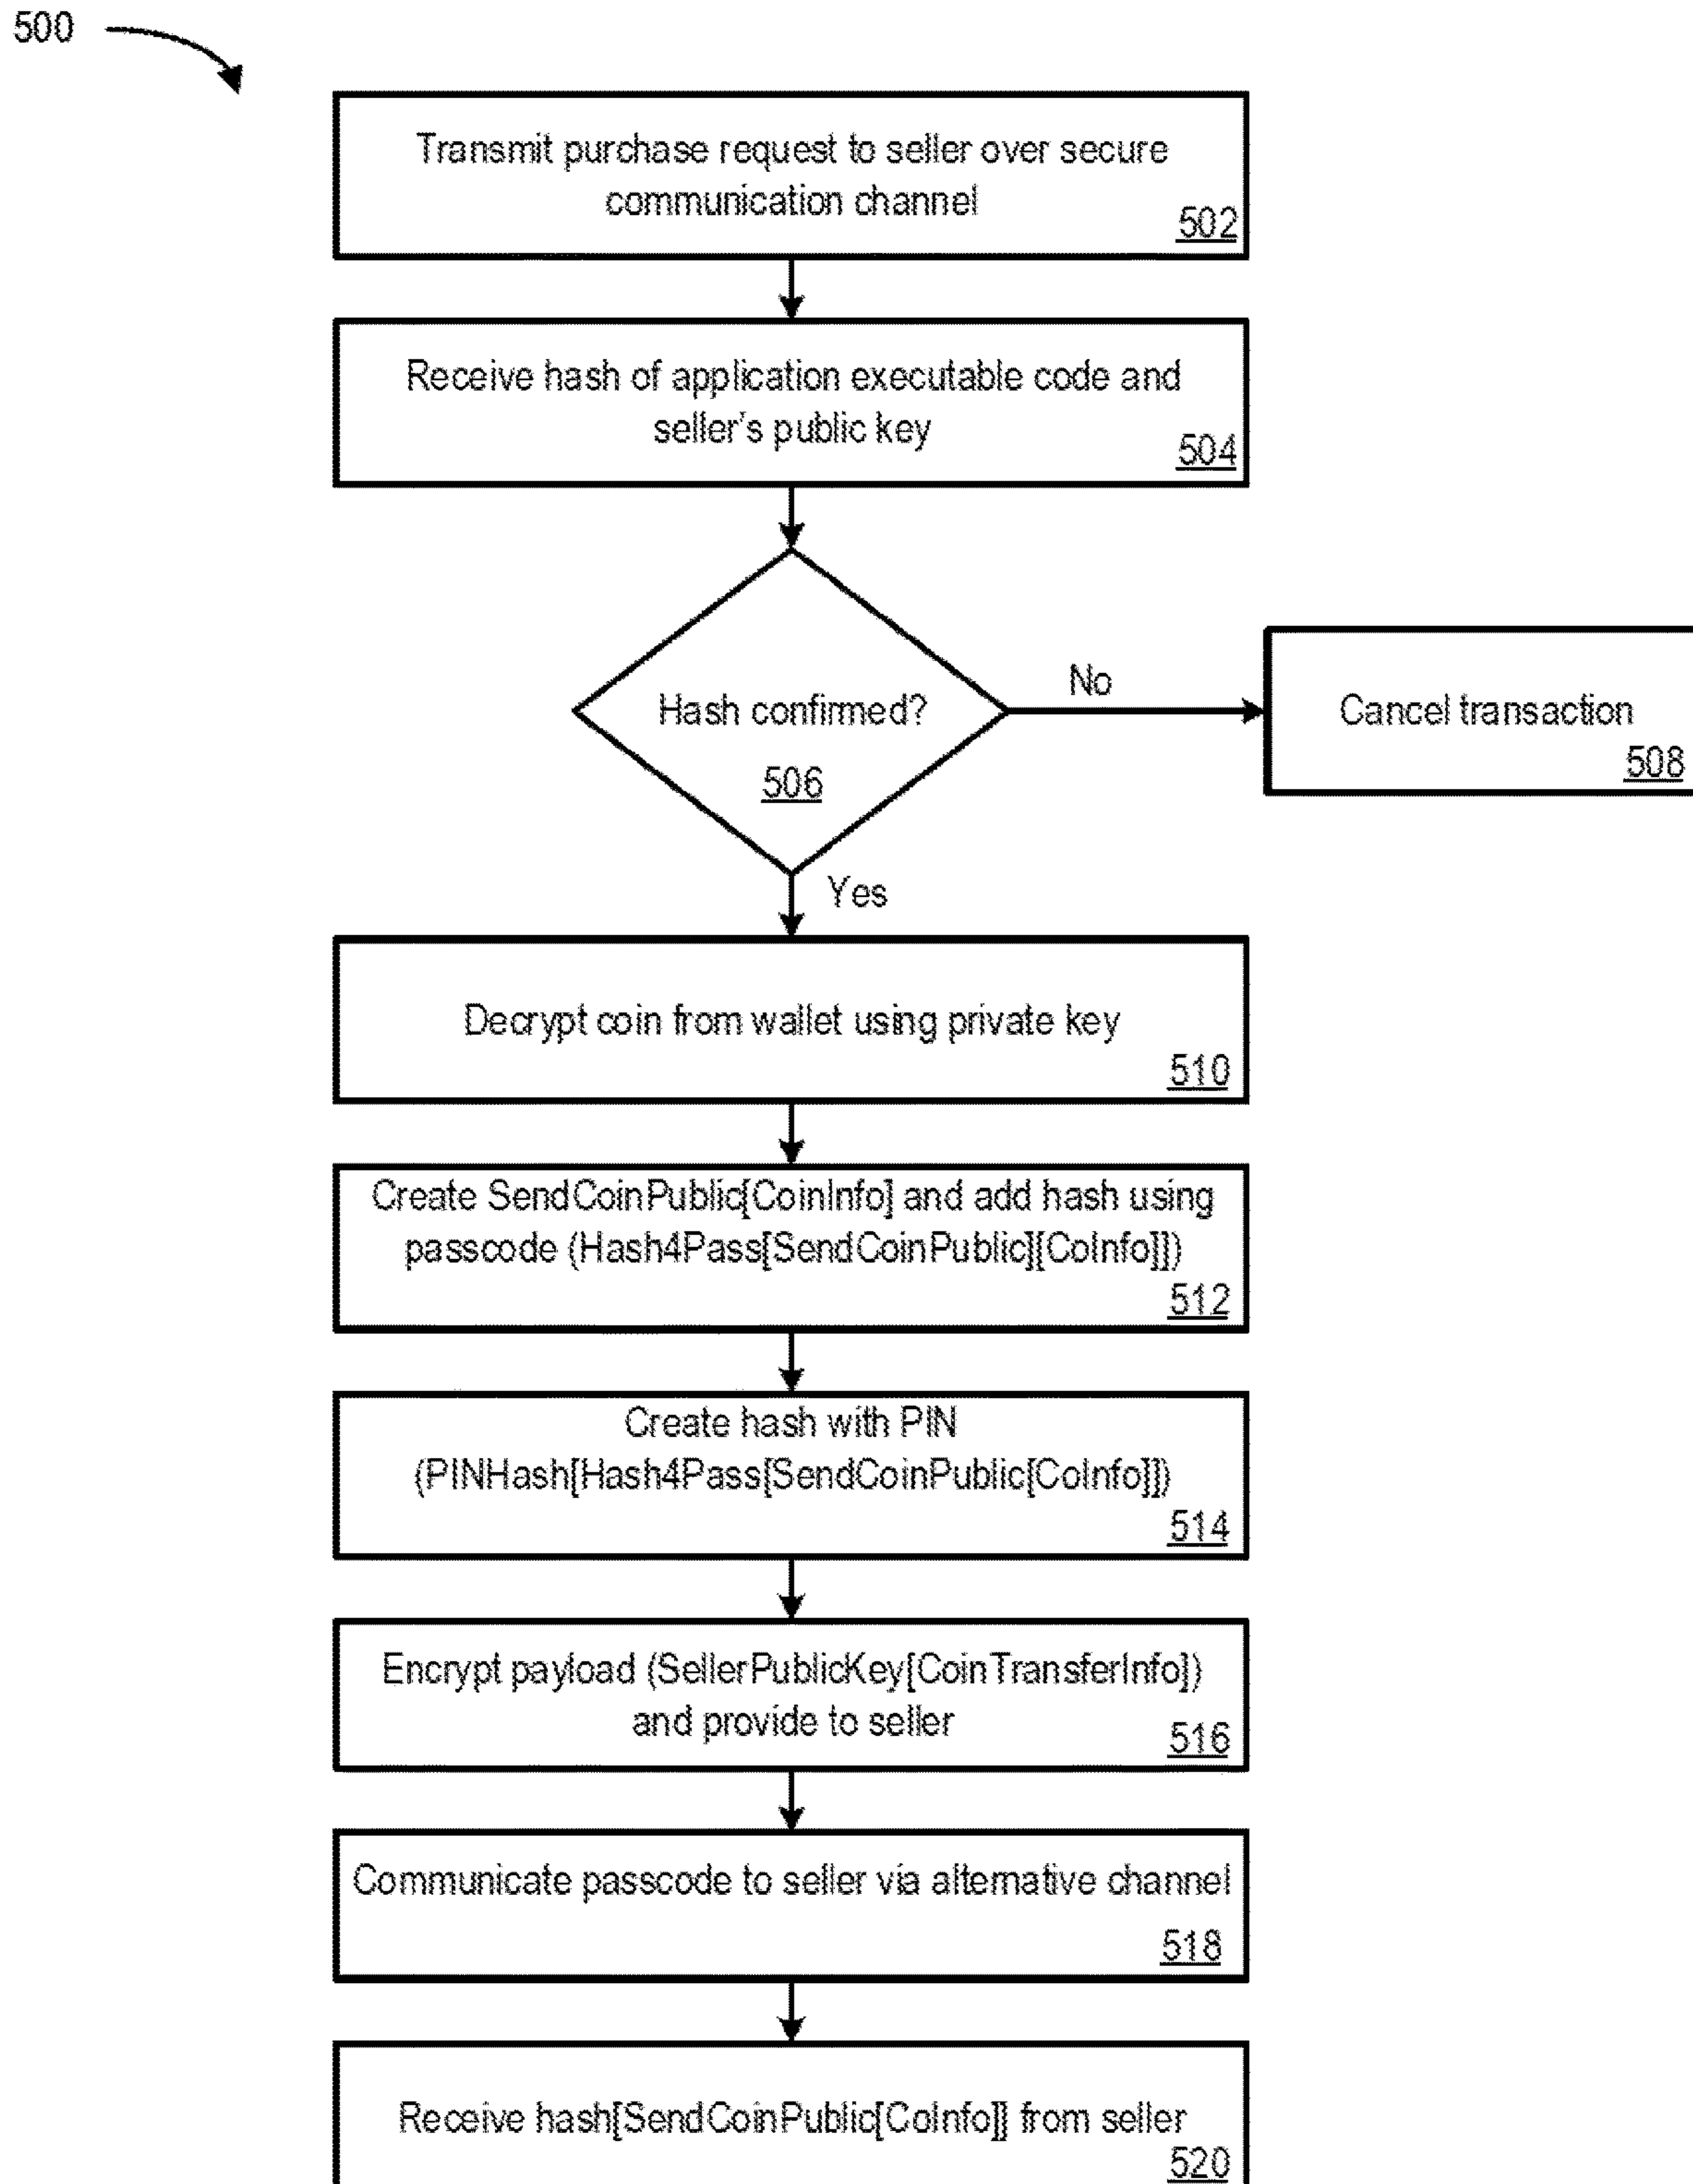 500
Transmit purchase request to seller over secure
communication channel
502
Receive hash of application executable code and
seller's public key
504
Hash confirmed?
506
No
Cancel transaction
508
Yes
Decrypt coin from wallet using private key
510
Create SendCoinPublic[CoinInfo] and add hash using
passcode (Hash4Pass[SendCoinPublic][CoInfo]])
512
Create hash with PIN
(PINHash[Hash4Pass[SendCoinPublic[CoInfo]])
514
Encrypt payload (SellerPublicKey[CoinTransferInfo])
and provide to seller
516
Communicate passcode to seller via alternative channel
518
Receive hash[SendCoinPublic[CoInfo]] from seller
520